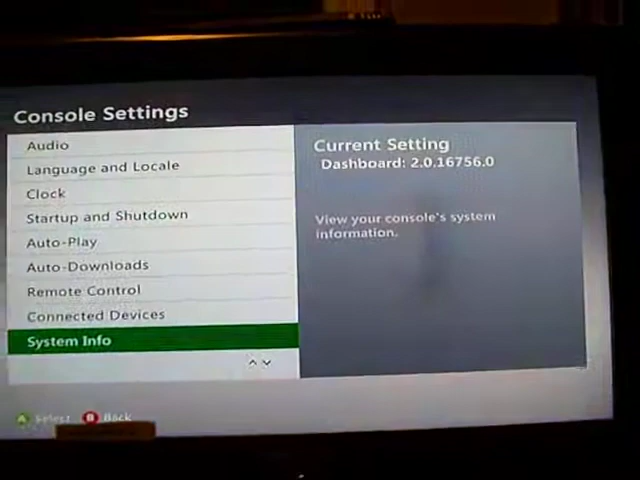 Console Settings
Audio
Language and Locale
Clock
Startup and Shutdown
Auto-Play
Auto-Downloads
Remote Control
Connected Devices
System Info
Current Setting
Dashboard: 2.0.16756.0
View your console's system
information.
A Select B Back